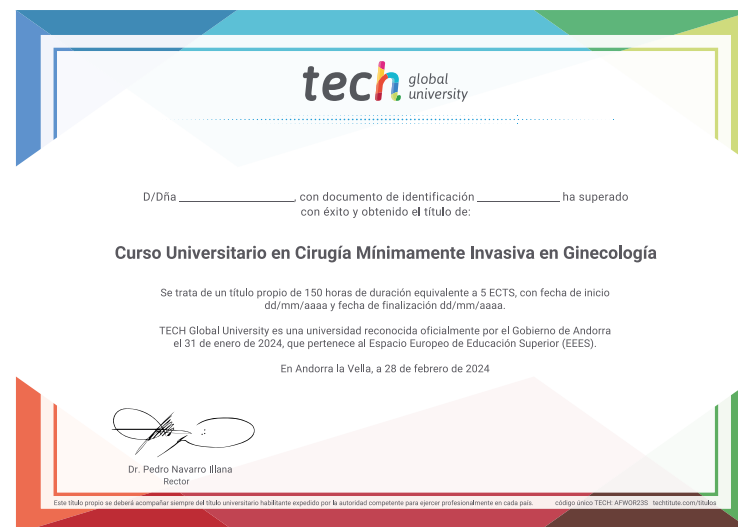 tech global
university
D/Dña ____________________, con documento de identificación ______________ ha superado
con éxito y obtenido el título de:
Curso Universitario en Cirugía Mínimamente Invasiva en Ginecología
Se trata de un título propio de 150 horas de duración equivalente a 5 ECTS, con fecha de inicio
dd/mm/aaaa y fecha de finalización dd/mm/aaaa.
TECH Global University es una universidad reconocida oficialmente por el Gobierno de Andorra
el 31 de enero de 2024, que pertenece al Espacio Europeo de Educación Superior (EEES).
En Andorra la Vella, a 28 de febrero de 2024
Dr. Pedro Navarro Illana
Rector
Este título propio se deberá acompañar siempre del título universitario habilitante expedido por la autoridad competente para ejercer profesionalmente en cada país. código único TECH: AFWOR23S techtitute.com/titulos